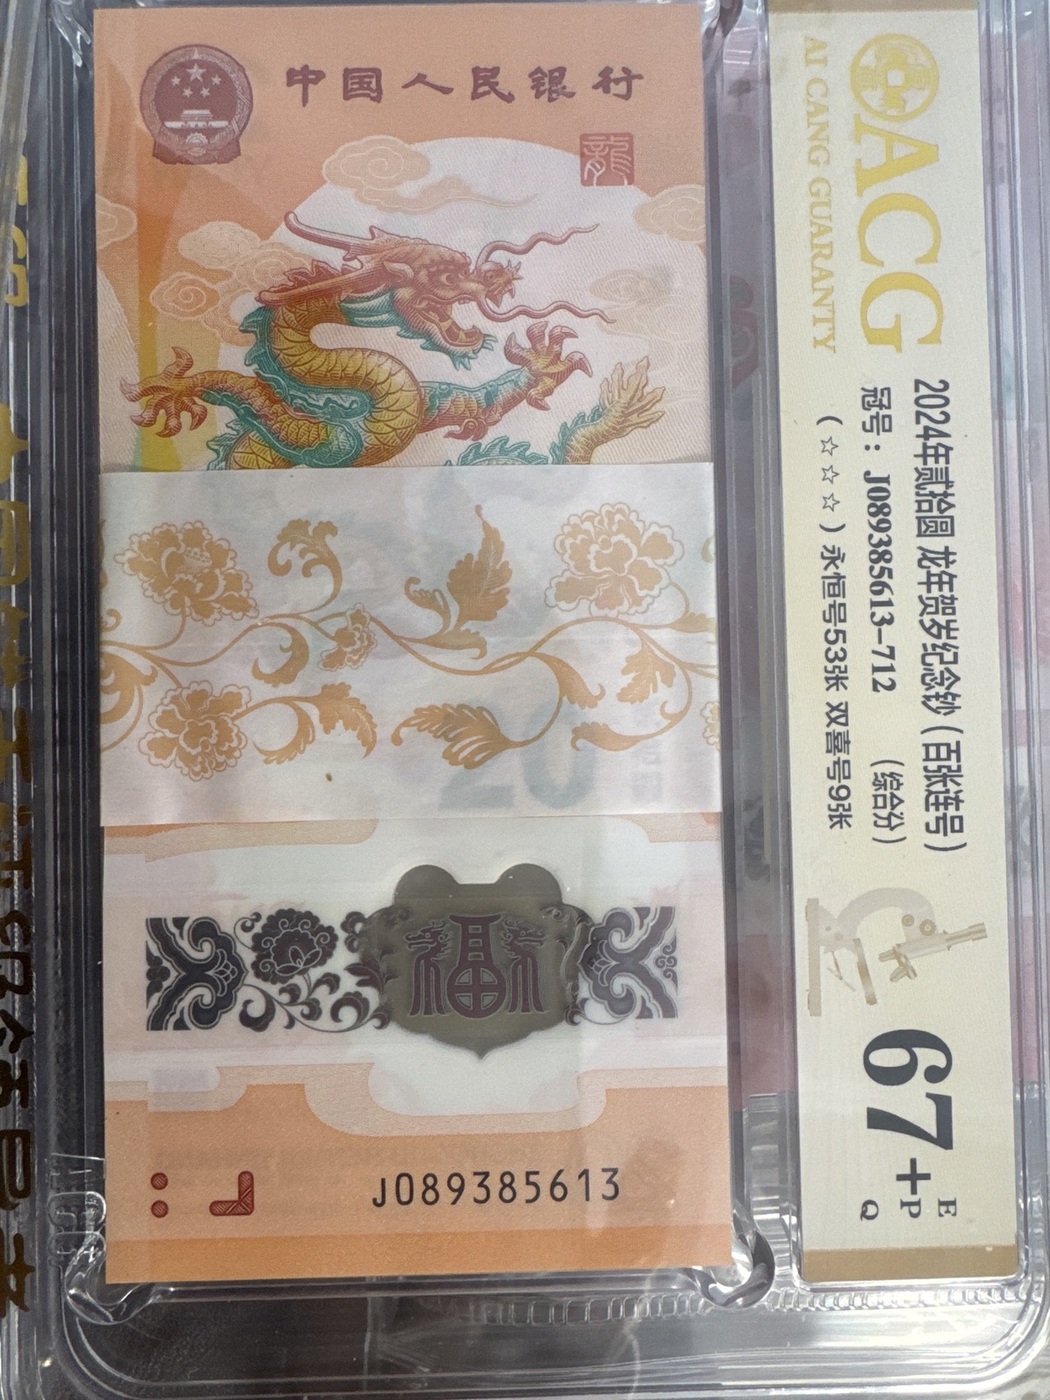 中国人民银行
龍
20
福
J089385613
ACG
AI CANG GUARANTY
2024年贰拾圆 龙年贺岁纪念钞(百张连号)
冠号: J089385613-712 (综合分)
(☆☆☆)永恒号53张 双喜号9张
67+
E
P
Q